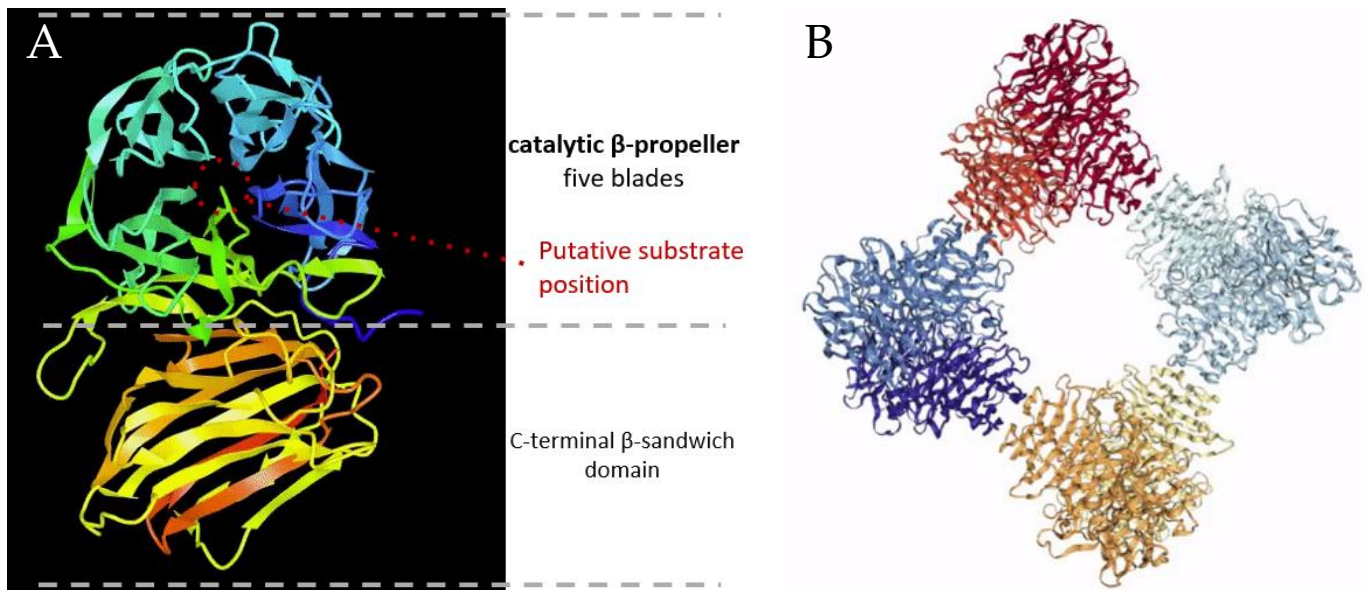 A
B
catalytic β-propeller
five blades
Putative substrate
position
C-terminal β-sandwich
domain